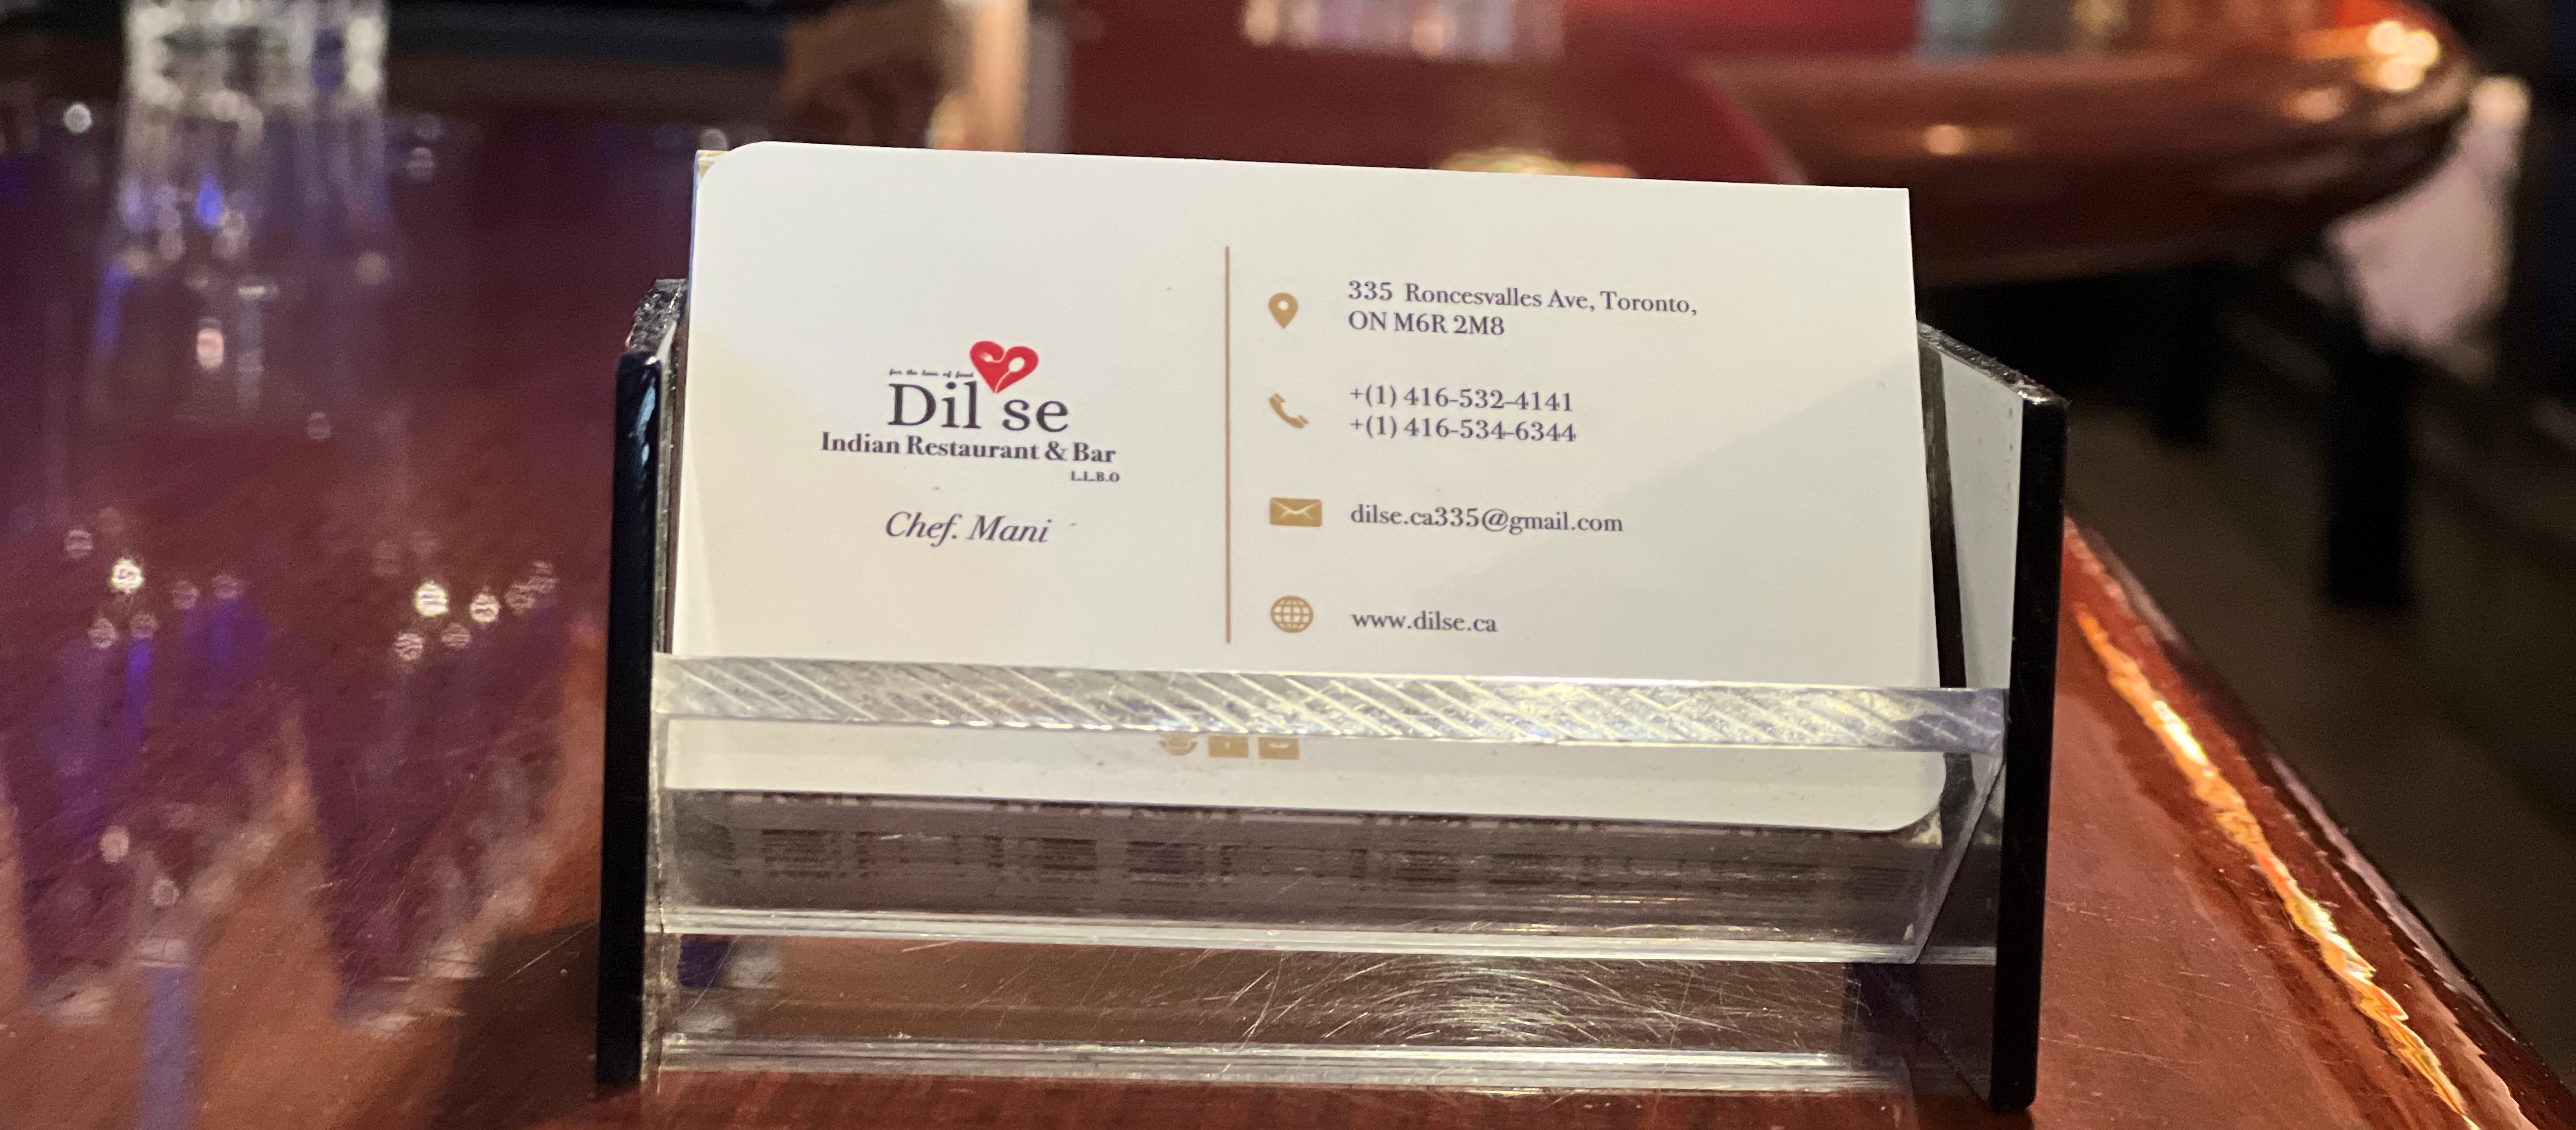 for the love of food
Dil se
Indian Restaurant & Bar
L.L.B.O
Chef. Mani
335 Roncesvalles Ave, Toronto,
ON M6R 2M8
+(1) 416-532-4141
+(1) 416-534-6344
dilse.ca335@gmail.com
www.dilse.ca